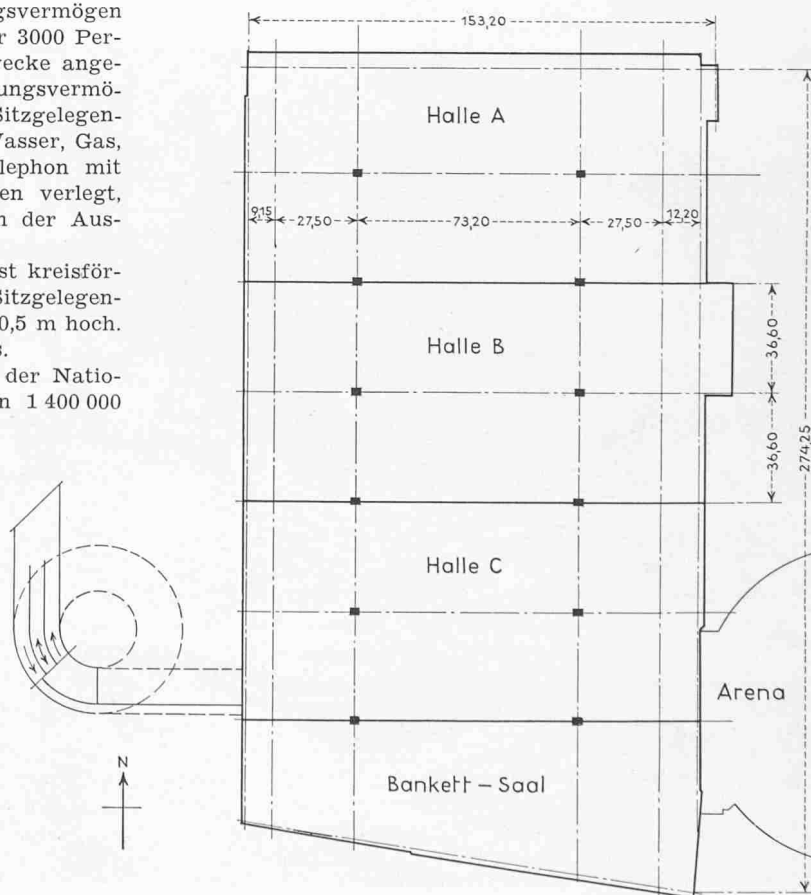 gsvermögen
r 3000 Per-
ecke ange-
ungsvermö-
Sitzgelegen-
Vasser, Gas,
lephon mit
en verlegt,
n der Aus-
st kreisför-
Sitzgelegen-
0,5 m hoch.
s.
der Natio-
n 1 400 000
153,20
Halle A
9,15 27,50 73,20 27,50 12,20
Halle B
36,60
36,60
274,25
Halle C
Arena
Bankett – Saal
N